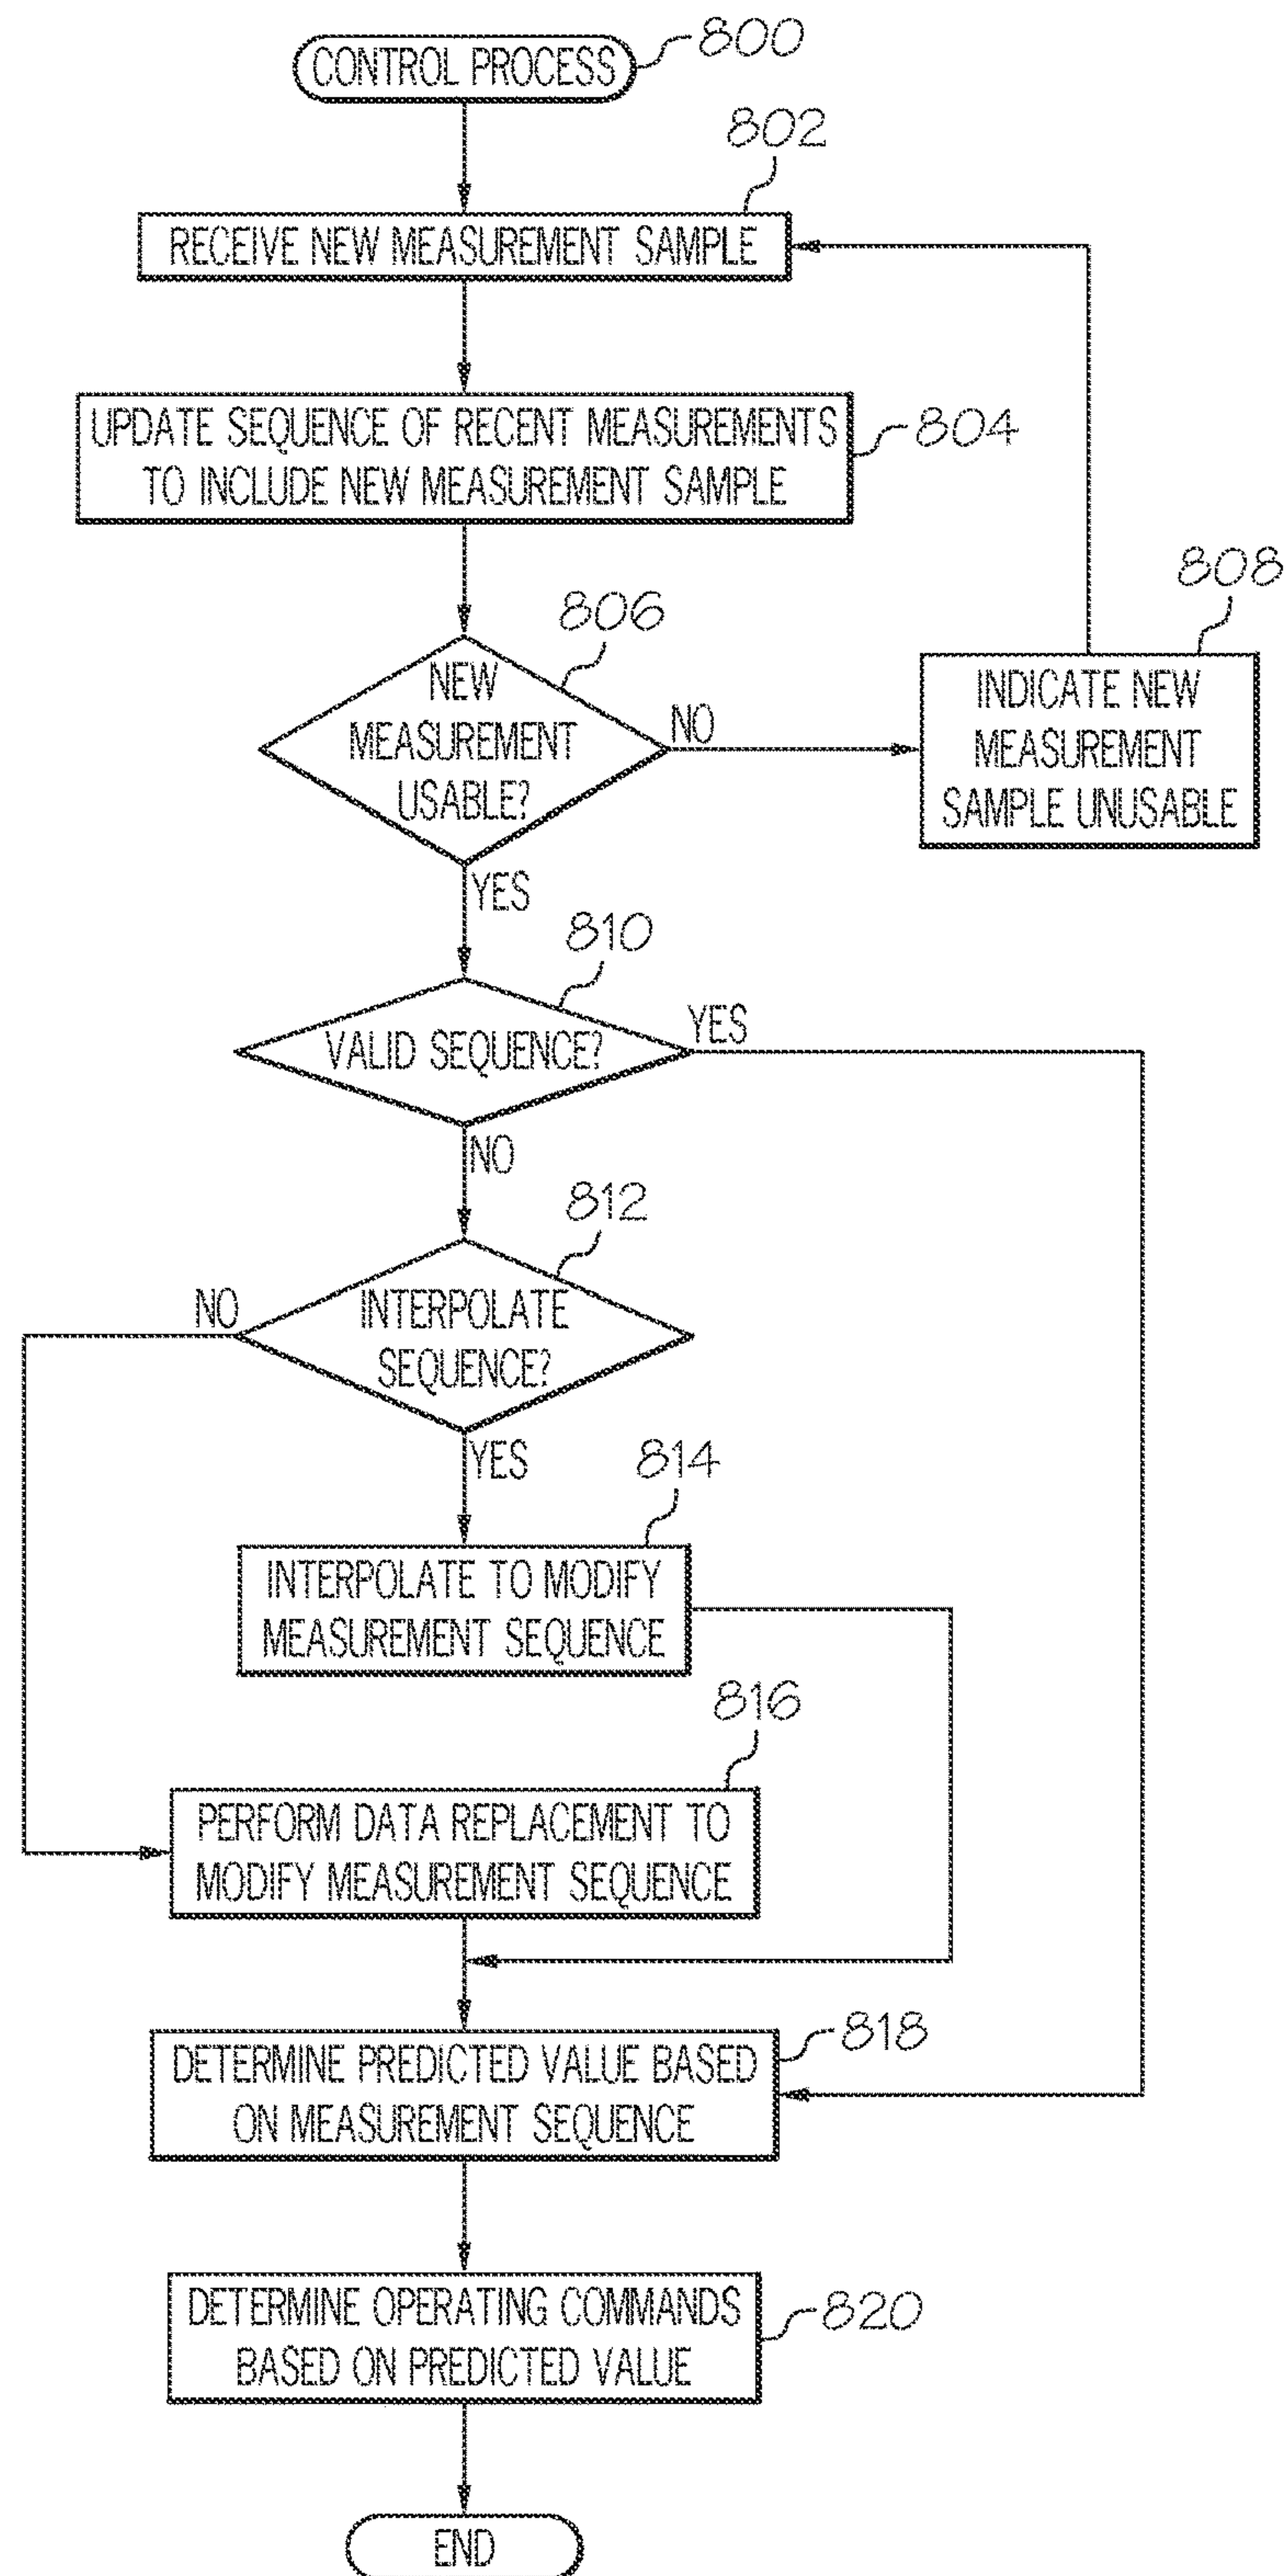 CONTROL PROCESS
800
802
RECEIVE NEW MEASUREMENT SAMPLE
UPDATE SEQUENCE OF RECENT MEASUREMENTS
TO INCLUDE NEW MEASUREMENT SAMPLE
804
806
NEW
MEASUREMENT
USABLE?
NO
808
INDICATE NEW
MEASUREMENT
SAMPLE UNUSABLE
YES
810
VALID SEQUENCE?
YES
NO
812
INTERPOLATE
SEQUENCE?
NO
YES
814
INTERPOLATE TO MODIFY
MEASUREMENT SEQUENCE
816
PERFORM DATA REPLACEMENT TO
MODIFY MEASUREMENT SEQUENCE
818
DETERMINE PREDICTED VALUE BASED
ON MEASUREMENT SEQUENCE
DETERMINE OPERATING COMMANDS
BASED ON PREDICTED VALUE
820
END